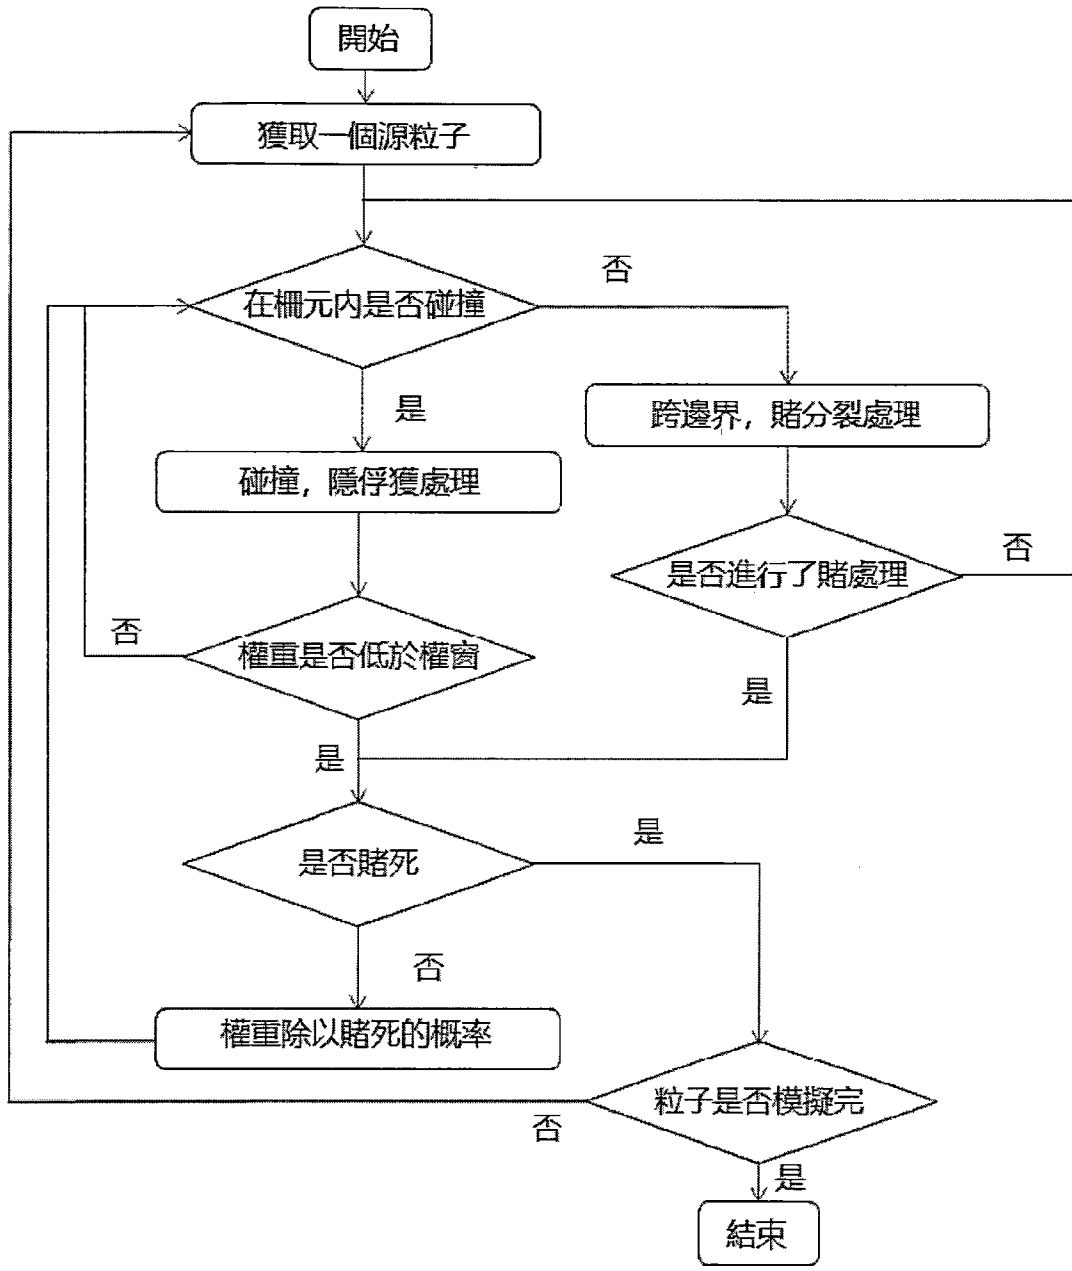 開始
獲取一個源粒子
否
在柵元内是否碰撞
是
跨邊界,賭分裂處理
碰撞,隱俘獲處理
否
是否進行了賭處理
否
權重是否低於權窗
是
是
是
是否賭死
否
權重除以賭死的概率
粒子是否模擬完
否
是
結束